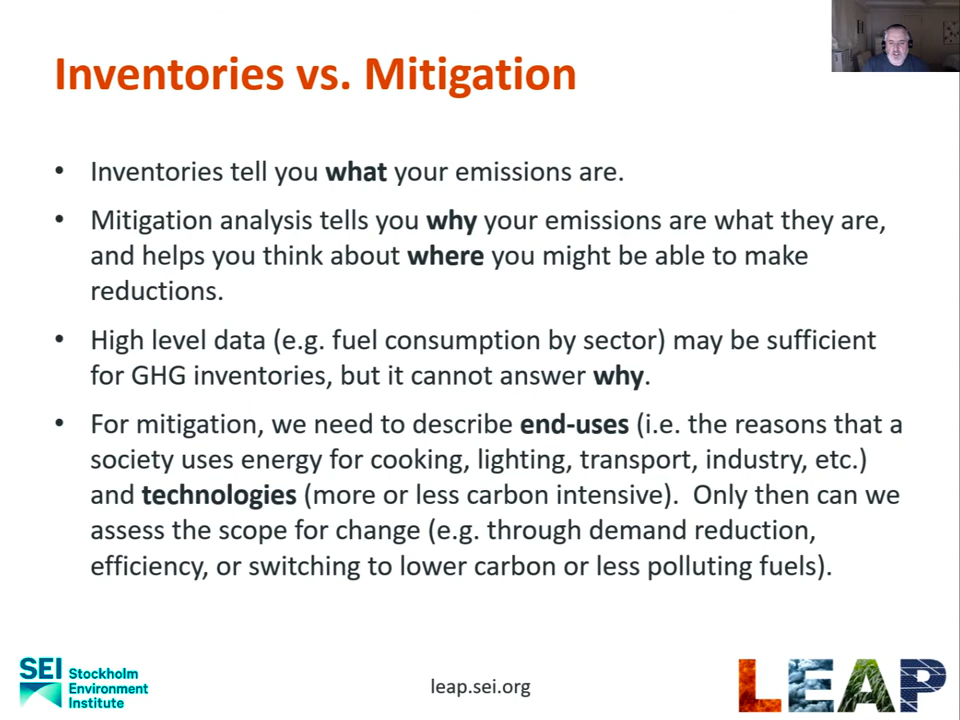 Inventories vs. Mitigation
• Inventories tell you what your emissions are.
• Mitigation analysis tells you why your emissions are what they are,
and helps you think about where you might be able to make
reductions.
• High level data (e.g. fuel consumption by sector) may be sufficient
for GHG inventories, but it cannot answer why.
• For mitigation, we need to describe end-uses (i.e. the reasons that a
society uses energy for cooking, lighting, transport, industry, etc.)
and technologies (more or less carbon intensive).  Only then can we
assess the scope for change (e.g. through demand reduction,
efficiency, or switching to lower carbon or less polluting fuels).
SEI Stockholm
Environment
Institute
leap.sei.org
LEAP